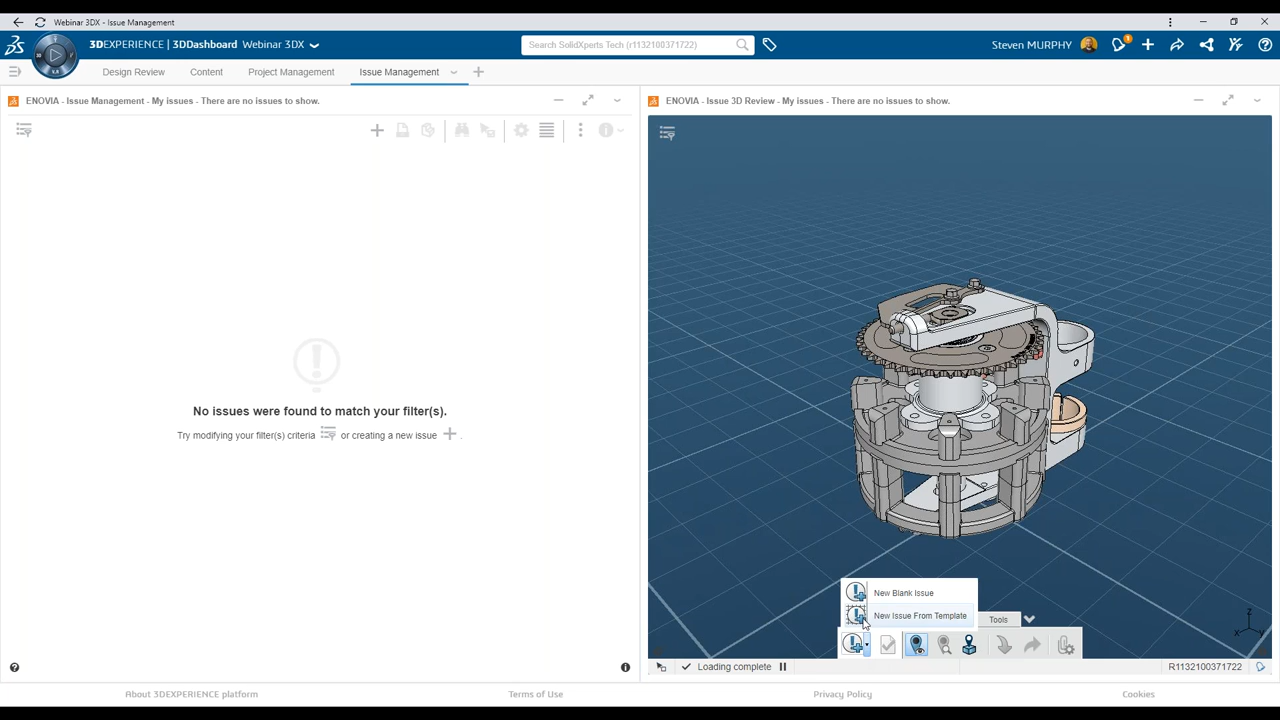 Webinar 3DX - Issue Management
3DEXPERIENCE | 3DDashboard Webinar 3DX
Search SolidXperts Tech (r1132100371722)
Steven MURPHY
Design Review
Content
Project Management
Issue Management
ENOVIA - Issue Management - My issues - There are no issues to show.
ENOVIA - Issue 3D Review - My issues - There are no issues to show.
No issues were found to match your filter(s).
Try modifying your filter(s) criteria or creating a new issue .
New Blank Issue
New Issue From Template
Tools
Z
X
Y
Loading complete
R1132100371722
About 3DEXPERIENCE platform
Terms of Use
Privacy Policy
Cookies